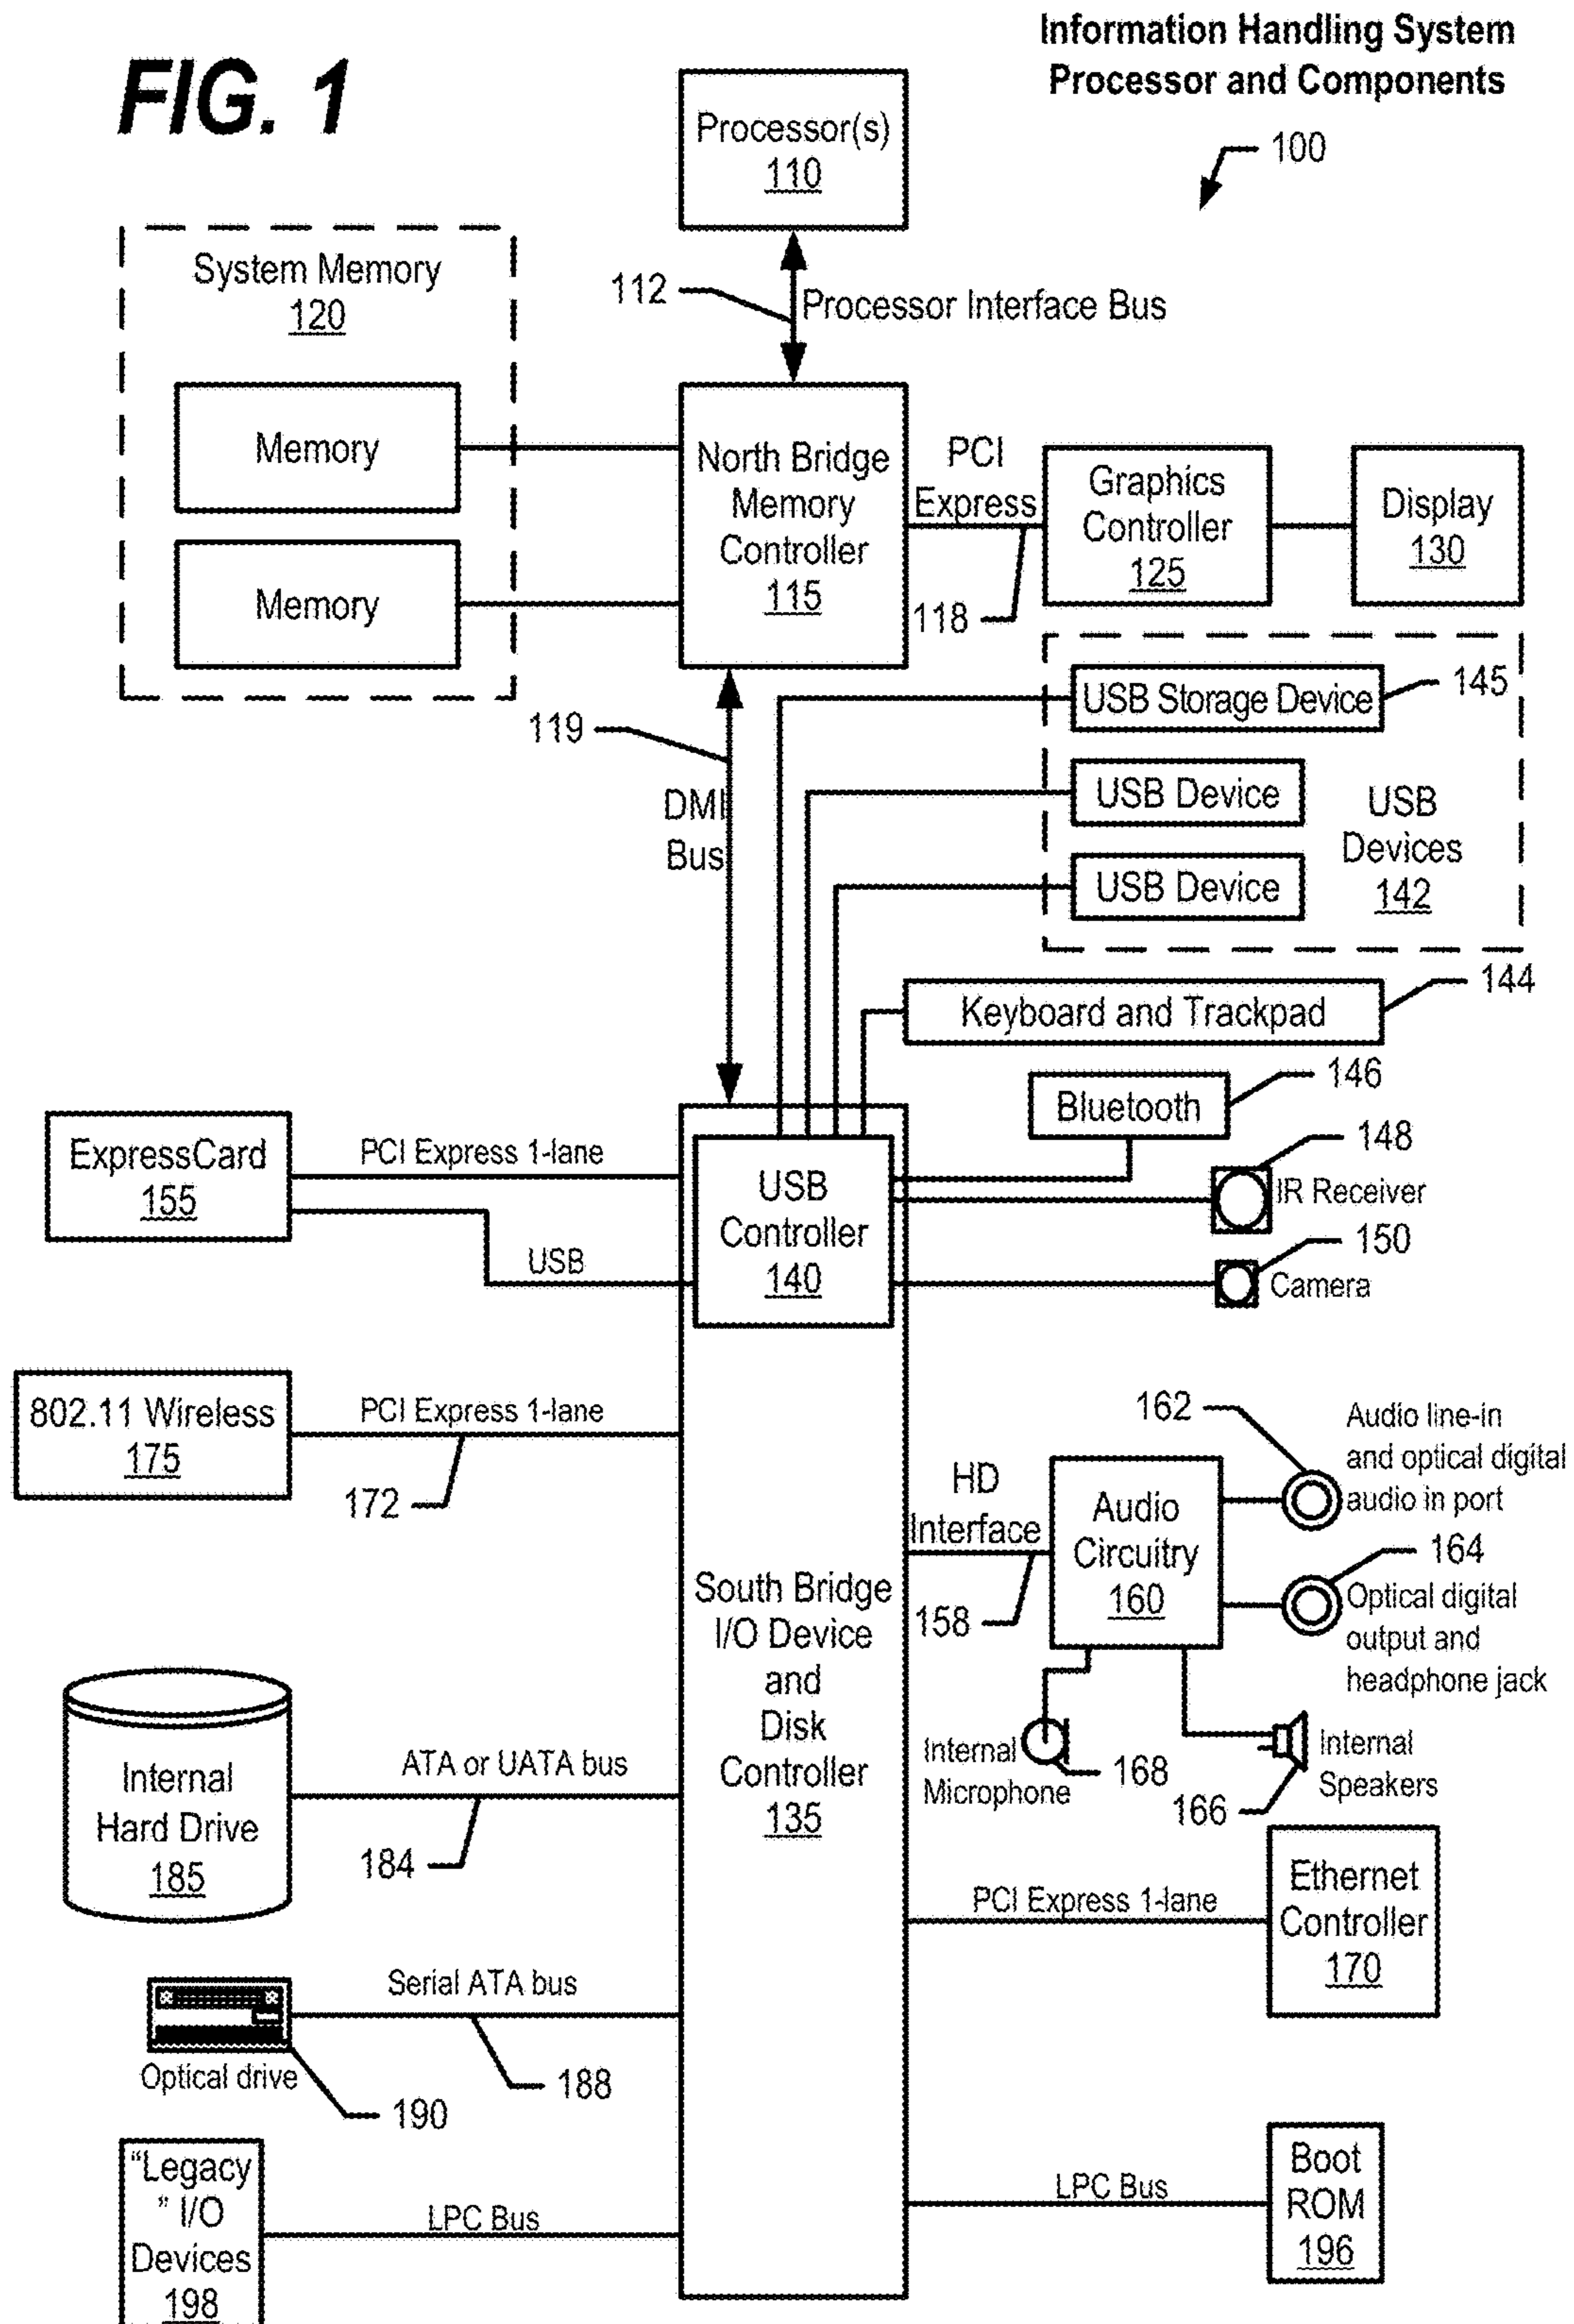 FIG. 1
Information Handling System
Processor and Components
100
Processor(s)
110
System Memory
120
112
Processor Interface Bus
Memory
Memory
North Bridge
Memory
Controller
115
PCI
Express
118
Graphics
Controller
125
Display
130
119
DMI
Bus
USB Storage Device
145
USB Device
USB Device
USB
Devices
142
Keyboard and Trackpad
144
Bluetooth
146
148
IR Receiver
150
Camera
ExpressCard
155
PCI Express 1-lane
USB
USB
Controller
140
802.11 Wireless
175
PCI Express 1-lane
172
162
Audio line-in
and optical digital
audio in port
HD
Interface
158
Audio
Circuitry
160
164
Optical digital
output and
headphone jack
South Bridge
I/O Device
and
Disk
Controller
135
Internal
Microphone
168
166
Internal
Speakers
Internal
Hard Drive
185
ATA or UATA bus
184
PCI Express 1-lane
Ethernet
Controller
170
Serial ATA bus
188
Optical drive
190
“Legacy
” I/O
Devices
198
LPC Bus
LPC Bus
Boot
ROM
196